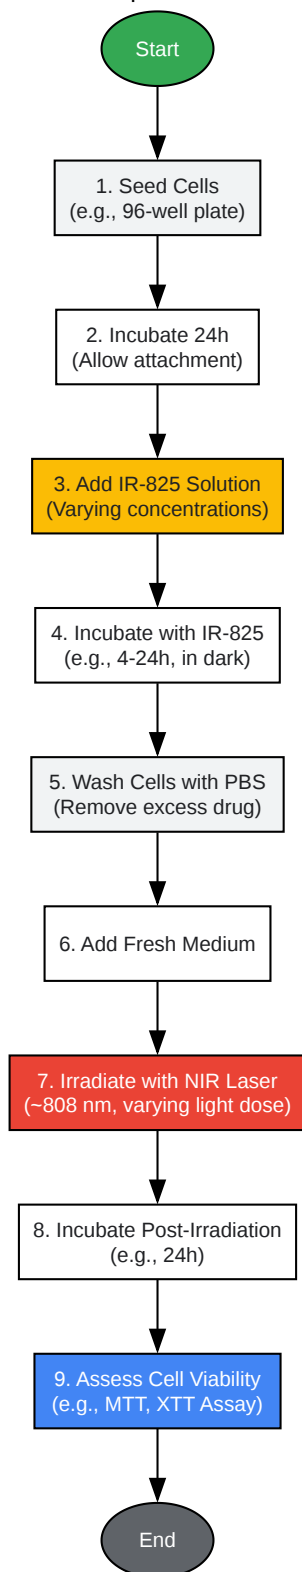 Start
1. Seed Cells
(e.g., 96-well plate)
2. Incubate 24h
(Allow attachment)
3. Add IR-825 Solution
(Varying concentrations)
4. Incubate with IR-825
(e.g., 4-24h, in dark)
5. Wash Cells with PBS
(Remove excess drug)
6. Add Fresh Medium
7. Irradiate with NIR Laser
(~808 nm, varying light dose)
8. Incubate Post-Irradiation
(e.g., 24h)
9. Assess Cell Viability
(e.g., MTT, XTT Assay)
End